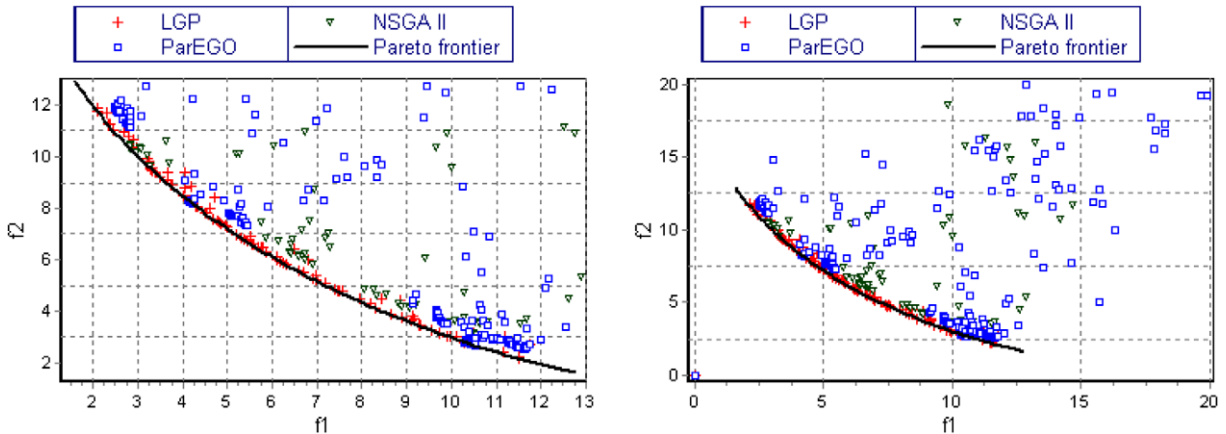 LGP NSGA II
ParEGO Pareto frontier
12
10
8
6
4
2
f2
2 3 4 5 6 7 8 9 10 11 12 13
f1
LGP NSGA II
ParEGO Pareto frontier
20
15
10
5
0
f2
0 5 10 15 20
f1